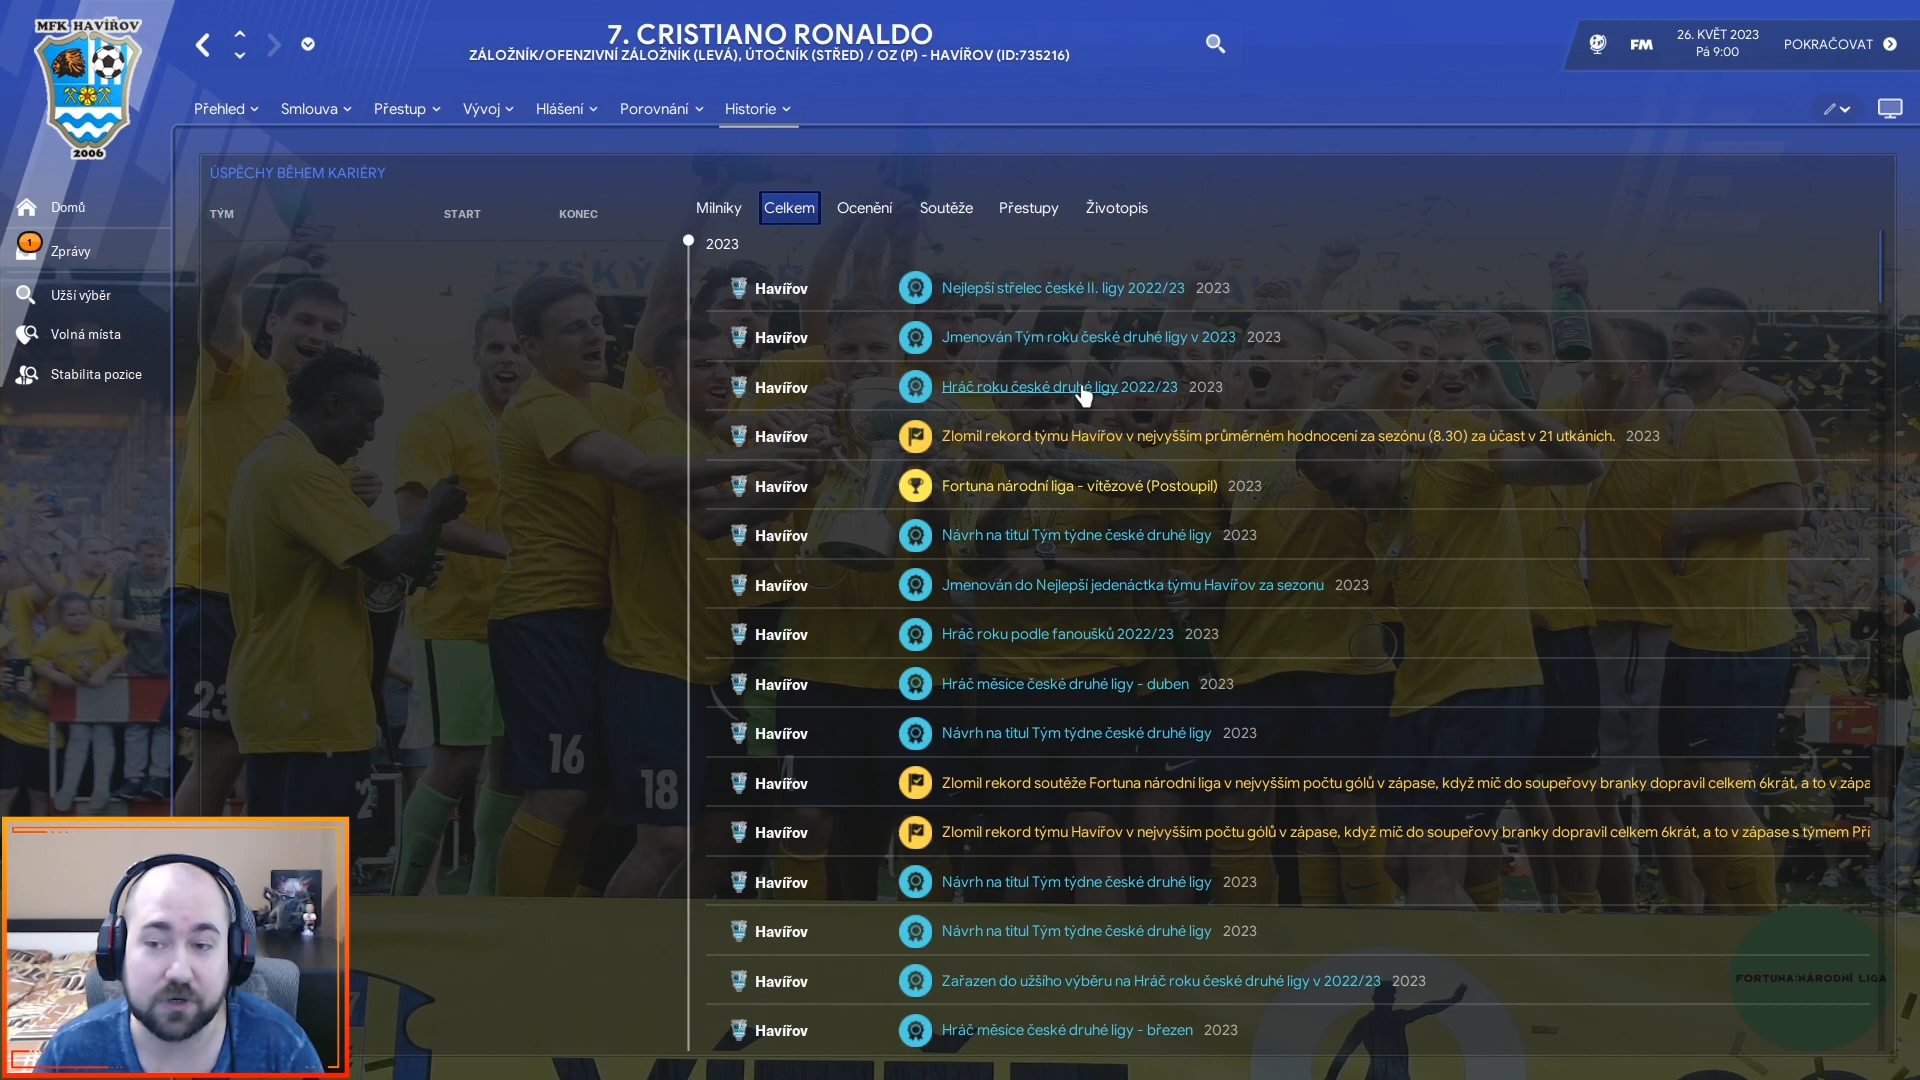 MFK HAVÍŘOV
2006
7. CRISTIANO RONALDO
ZÁLOŽNÍK/OFENZIVNÍ ZÁLOŽNÍK (LEVÁ), ÚTOČNÍK (STŘED) / OZ (P) - HAVÍŘOV (ID:735216)
FM
26. KVĚT 2023
Pá 9:00
POKRAČOVAT
Přehled
Smlouva
Přestup
Vývoj
Hlášení
Porovnání
Historie
Domů
1
Zprávy
Užší výběr
Volná místa
Stabilita pozice
ÚSPĚCHY BĚHEM KARIÉRY
TÝM START KONEC
Milníky Celkem Ocenění Soutěže Přestupy Životopis
2023
Havířov Nejlepší střelec české II. ligy 2022/23 2023
Havířov Jmenován Tým roku české druhé ligy v 2023 2023
Havířov Hráč roku české druhé ligy 2022/23 2023
Havířov Zlomil rekord týmu Havířov v nejvyšším průměrném hodnocení za sezónu (8.30) za účast v 21 utkáních. 2023
Havířov Fortuna národní liga - vítězové (Postoupil) 2023
Havířov Návrh na titul Tým týdne české druhé ligy 2023
Havířov Jmenován do Nejlepší jedenáctka týmu Havířov za sezonu 2023
Havířov Hráč roku podle fanoušků 2022/23 2023
Havířov Hráč měsíce české druhé ligy - duben 2023
Havířov Návrh na titul Tým týdne české druhé ligy 2023
Havířov Zlomil rekord soutěže Fortuna národní liga v nejvyšším počtu gólů v zápase, když míč do soupeřovy branky dopravil celkem 6krát, a to v zápa
Havířov Zlomil rekord týmu Havířov v nejvyšším počtu gólů v zápase, když míč do soupeřovy branky dopravil celkem 6krát, a to v zápase s týmem Pří
Havířov Návrh na titul Tým týdne české druhé ligy 2023
Havířov Návrh na titul Tým týdne české druhé ligy 2023
Havířov Zařazen do užšího výběru na Hráč roku české druhé ligy v 2022/23 2023
Havířov Hráč měsíce české druhé ligy - březen 2023
23
16
18
FORTUNA:NÁRODNÍ LIGA